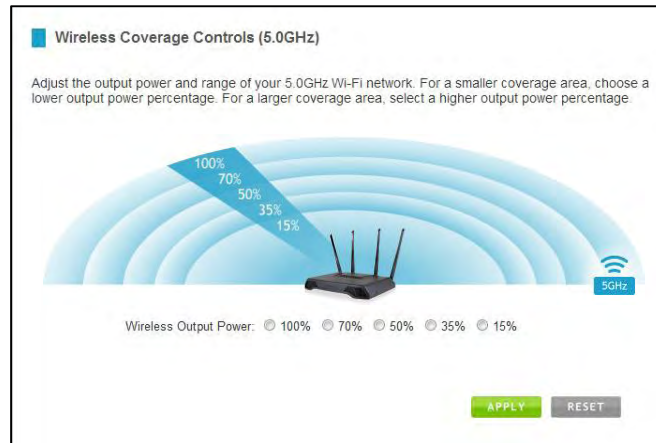 Wireless Coverage Controls (5.0GHz)
Adjust the output power and range of your 5.0GHz Wi-Fi network. For a smaller coverage area, choose a
lower output power percentage. For a larger coverage area, select a higher output power percentage.
100%
70%
50%
35%
15%
5GHz
Wireless Output Power: 100% 70% 50% 35% 15%
APPLY RESET